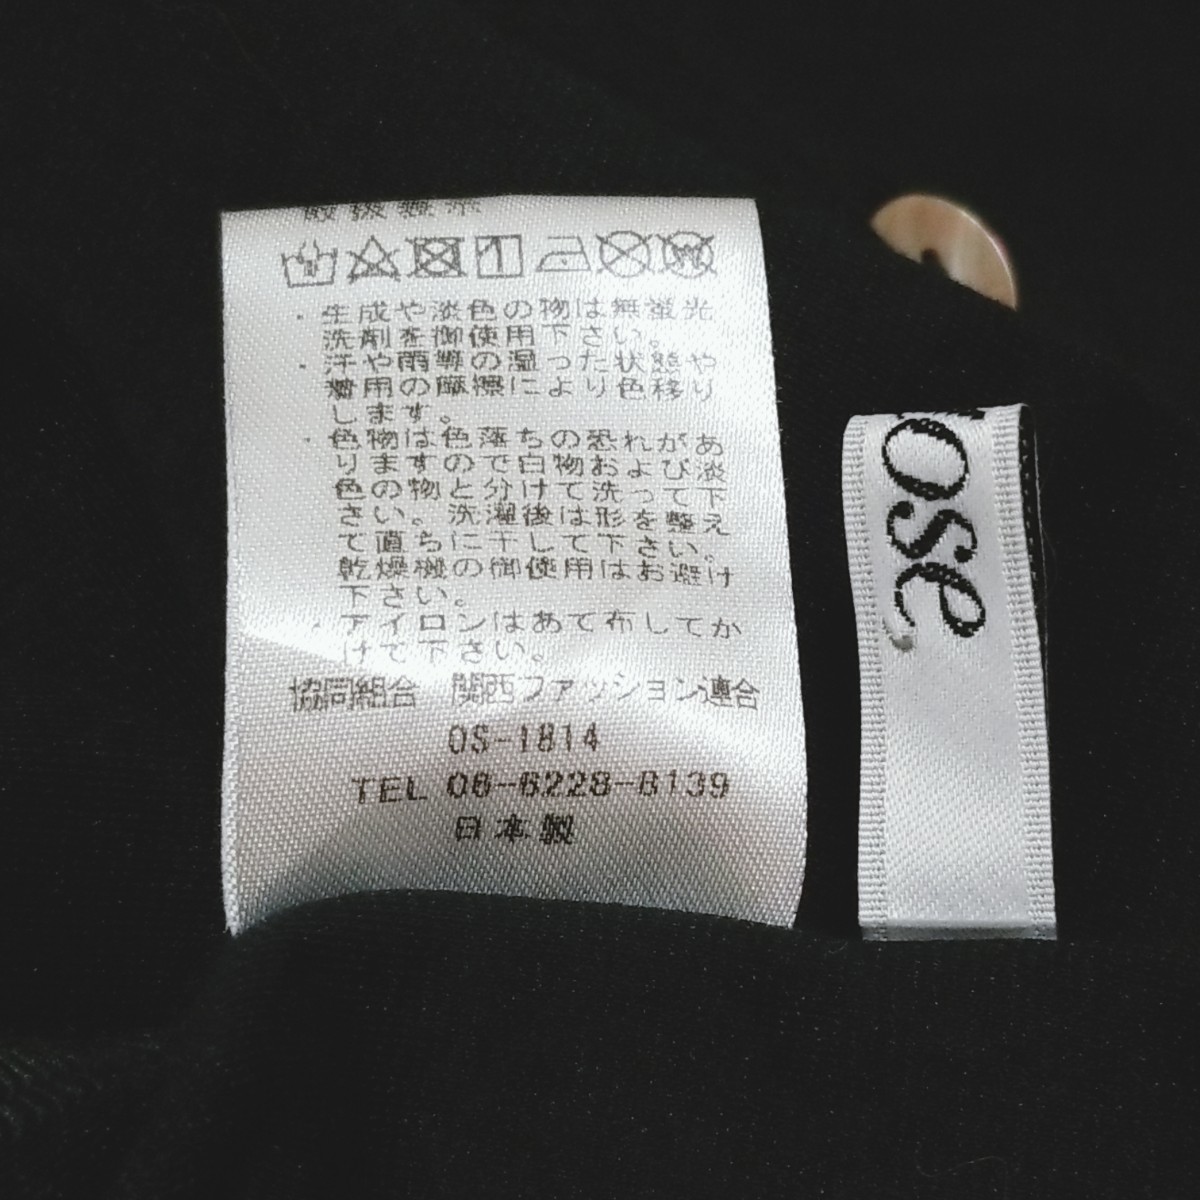 取扱表示
・生成や淡色の物は無蛍光
洗剤を御使用下さい。
・汗や雨等の湿った状態や
着用の摩擦により色移り
します。
・色物は色落ちの恐れがあ
りますので白物および淡
色の物と分けて洗って下
さい。洗濯後は形を整え
て直ちに干して下さい。
乾燥機の御使用はお避け
下さい。
・アイロンはあて布してか
けて下さい。
協同組合 関西ファッション連合
OS-1814
TEL 06-6228-8139
日本製
ose